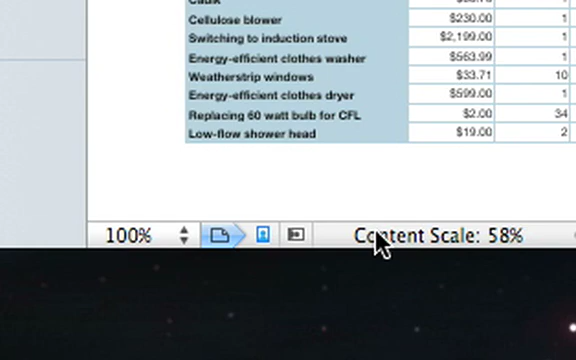 Cellulose blower $230.00 1
Switching to induction stove $2,199.00 1
Energy-efficient clothes washer $563.99 1
Weatherstrip windows $33.71 10
Energy-efficient clothes dryer $599.00 1
Replacing 60 watt bulb for CFL $2.00 34
Low-flow shower head $19.00 2
100% Content Scale: 58%